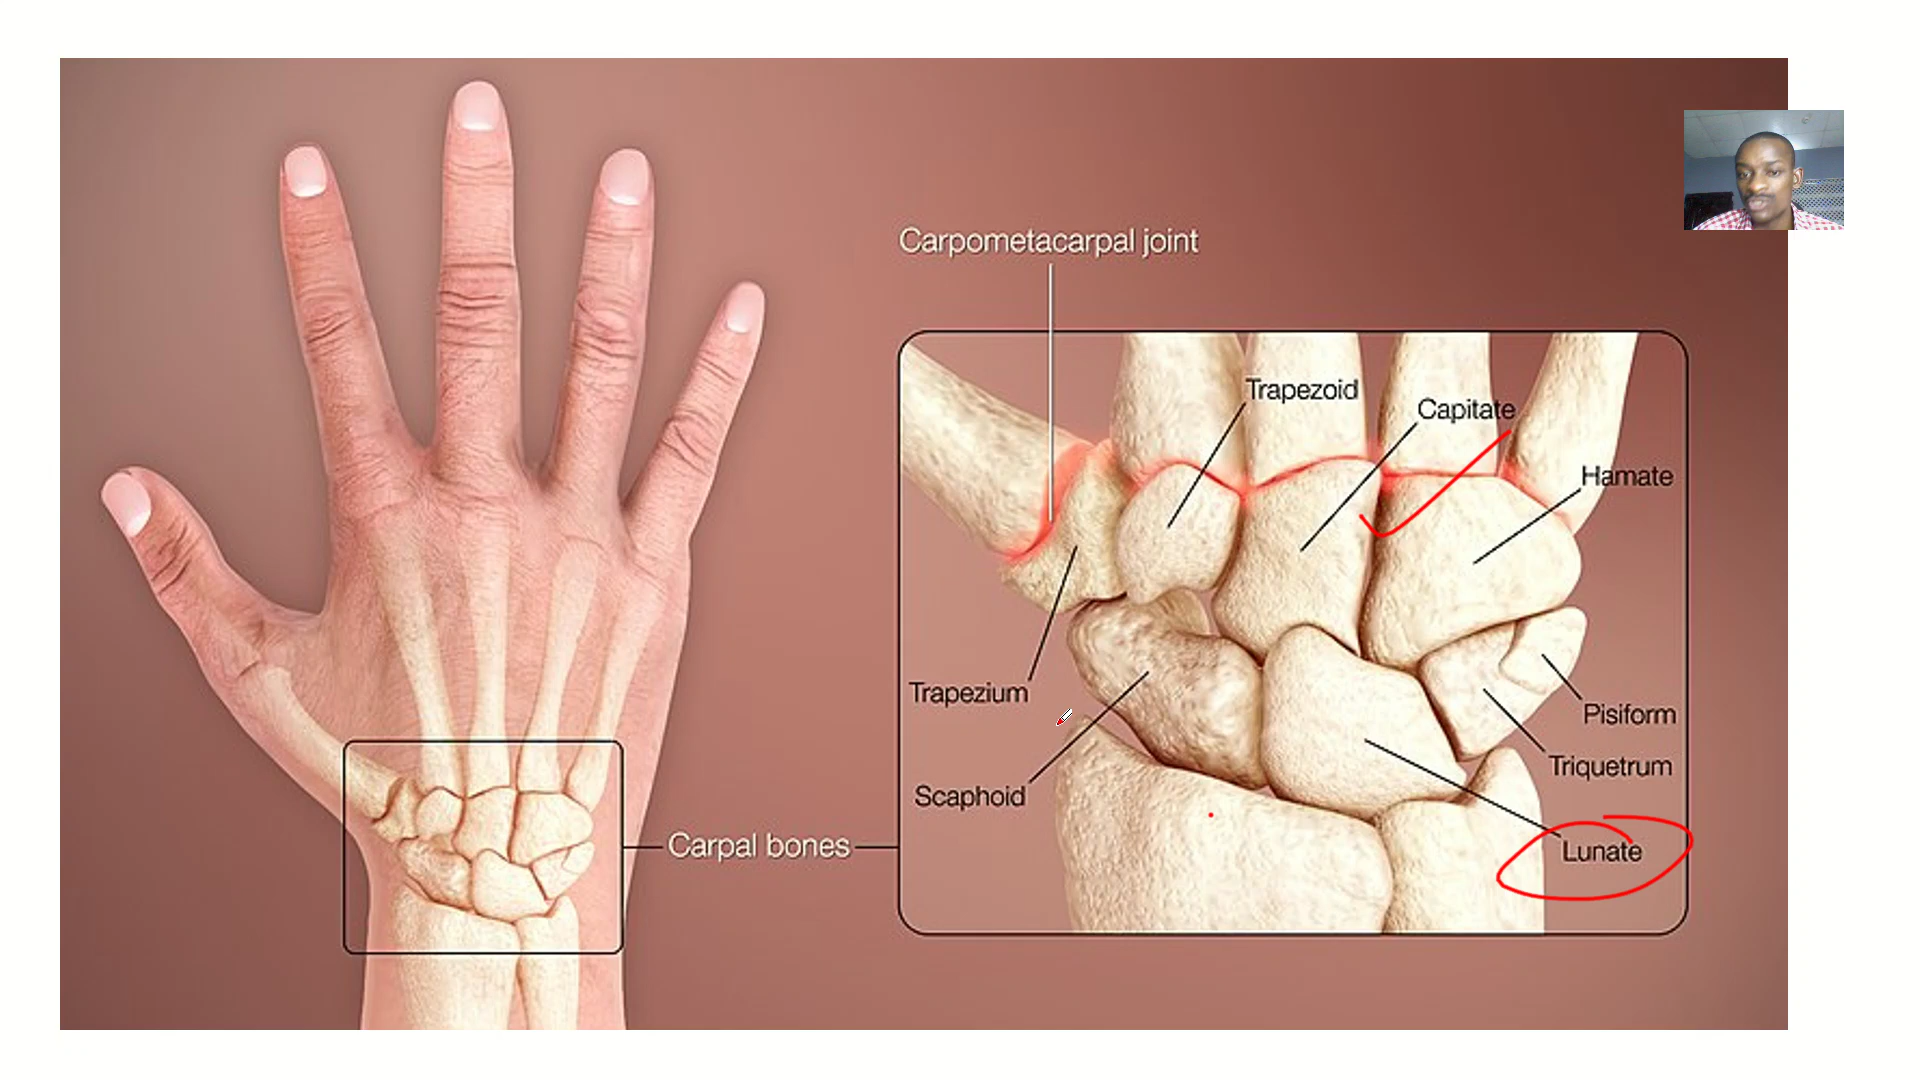 Carpometacarpal joint
Trapezoid
Capitate
Hamate
Trapezium
Pisiform
Triquetrum
Scaphoid
Carpal bones
Lunate